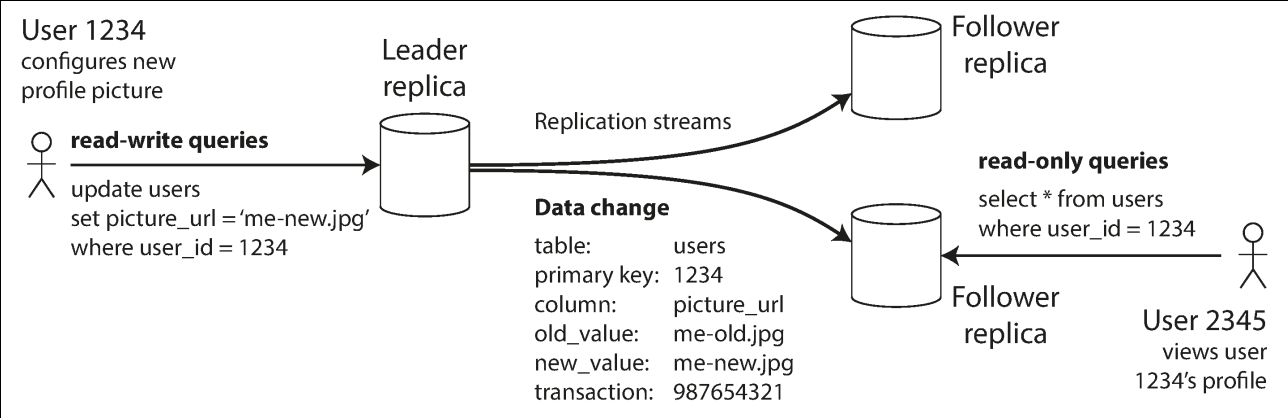 User 1234
configures new
profile picture
read-write queries
update users
set picture_url = ‘me-new.jpg’
where user_id = 1234
Leader
replica
Replication streams
Data change
table: users
primary key: 1234
column: picture_url
old_value: me-old.jpg
new_value: me-new.jpg
transaction: 987654321
Follower
replica
read-only queries
select * from users
where user_id = 1234
Follower
replica
User 2345
views user
1234’s profile